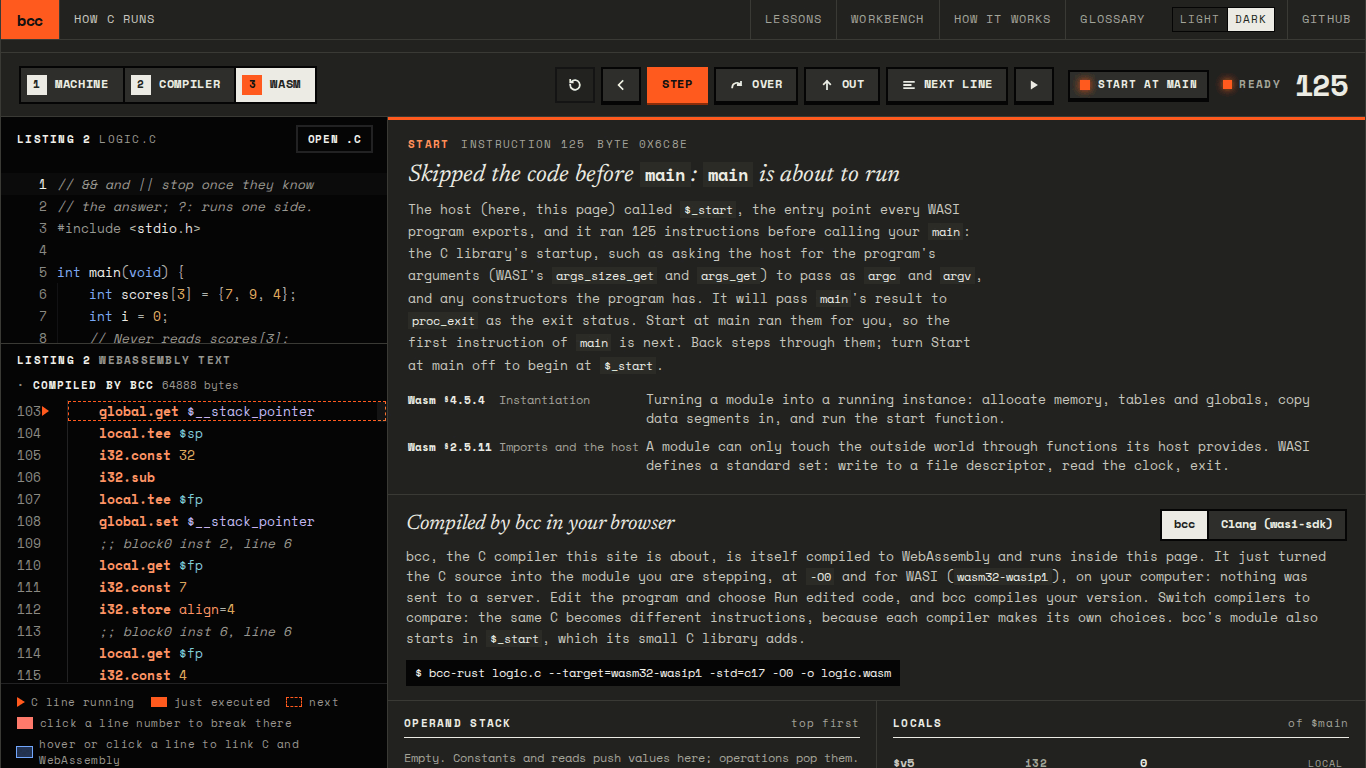 bcc HOW C RUNS LESSONS WORKBENCH HOW IT WORKS GLOSSARY LIGHT DARK GITHUB
1 MACHINE 2 COMPILER 3 WASM STEP OVER OUT NEXT LINE START AT MAIN READY 125
LISTING 2 LOGIC.C OPEN .C
1 // && and || stop once they know
2 // the answer; ?: runs one side.
3 #include <stdio.h>
4
5 int main(void) {
6 int scores[3] = {7, 9, 4};
7 int i = 0;
8 // Never reads scores[3]:
LISTING 2 WEBASSEMBLY TEXT
· COMPILED BY BCC 64888 bytes
103 global.get $__stack_pointer
104 local.tee $sp
105 i32.const 32
106 i32.sub
107 local.tee $fp
108 global.set $__stack_pointer
109 ;; block0 inst 2, line 6
110 local.get $fp
111 i32.const 7
112 i32.store align=4
113 ;; block0 inst 6, line 6
114 local.get $fp
115 i32.const 4
C line running just executed next
click a line number to break there
hover or click a line to link C and
WebAssembly
START INSTRUCTION 125 BYTE 0X6C8E
Skipped the code before main: main is about to run
The host (here, this page) called $_start, the entry point every WASI
program exports, and it ran 125 instructions before calling your main:
the C library's startup, such as asking the host for the program's
arguments (WASI's args_sizes_get and args_get) to pass as argc and argv,
and any constructors the program has. It will pass main's result to
proc_exit as the exit status. Start at main ran them for you, so the
first instruction of main is next. Back steps through them; turn Start
at main off to begin at $_start.
Wasm §4.5.4 Instantiation Turning a module into a running instance: allocate memory, tables and globals, copy
data segments in, and run the start function.
Wasm §2.5.11 Imports and the host A module can only touch the outside world through functions its host provides. WASI
defines a standard set: write to a file descriptor, read the clock, exit.
Compiled by bcc in your browser bcc Clang (wasi-sdk)
bcc, the C compiler this site is about, is itself compiled to WebAssembly and runs inside this page. It just turned
the C source into the module you are stepping, at -O0 and for WASI (wasm32-wasip1), on your computer: nothing was
sent to a server. Edit the program and choose Run edited code, and bcc compiles your version. Switch compilers to
compare: the same C becomes different instructions, because each compiler makes its own choices. bcc's module also
starts in $_start, which its small C library adds.
$ bcc-rust logic.c --target=wasm32-wasip1 -std=c17 -O0 -o logic.wasm
OPERAND STACK top first
Empty. Constants and reads push values here; operations pop them.
LOCALS of $main
$v5 i32 0 LOCAL